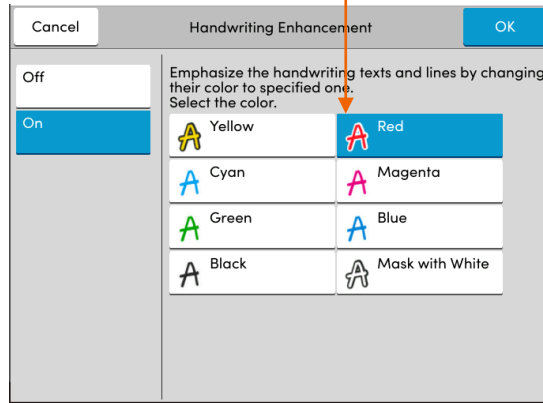 Cancel
Handwriting Enhancement
OK
Off
On
Emphasize the handwriting texts and lines by changing
their color to specified one.
Select the color.
Yellow
Red
Cyan
Magenta
Green
Blue
Black
Mask with White